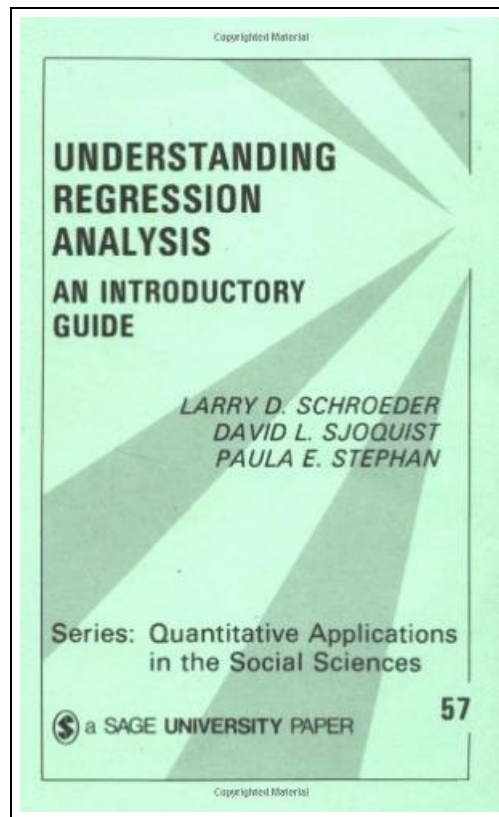 Copyrighted Material
UNDERSTANDING
REGRESSION
ANALYSIS
AN INTRODUCTORY
GUIDE
LARRY D. SCHROEDER
DAVID L. SJOQUIST
PAULA E. STEPHAN
Series: Quantitative Applications
in the Social Sciences
57
S a SAGE UNIVERSITY PAPER
Copyrighted Material